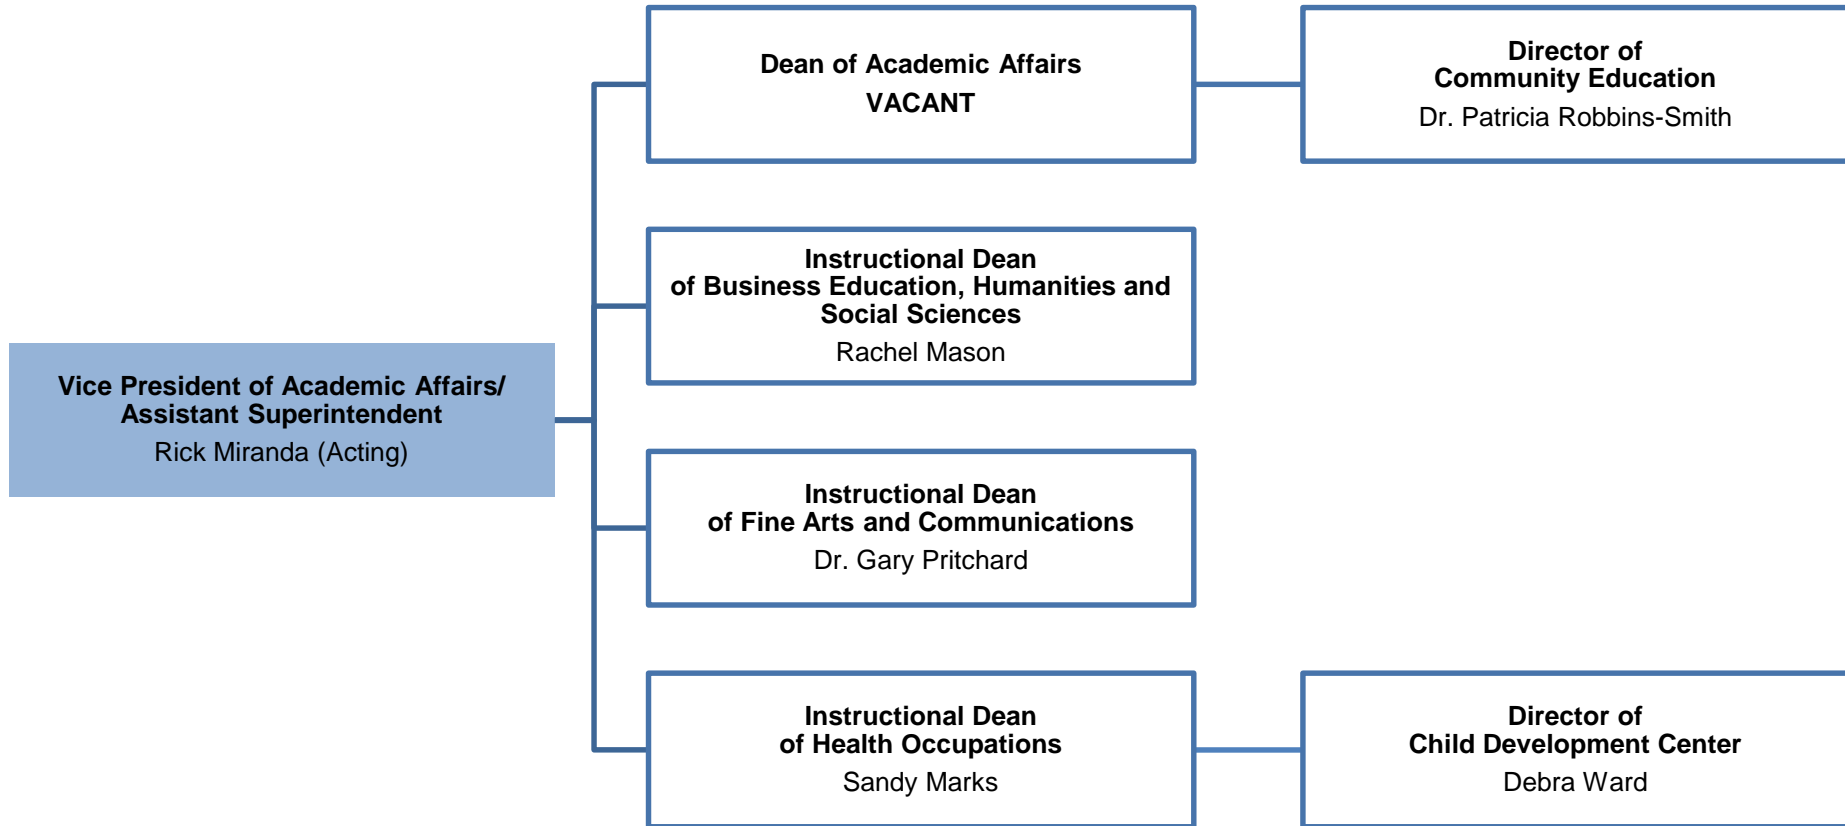 Dean of Academic Affairs
VACANT
Director of
Community Education
Dr. Patricia Robbins-Smith
Instructional Dean
of Business Education, Humanities and
Social Sciences
Rachel Mason
Vice President of Academic Affairs/
Assistant Superintendent
Rick Miranda (Acting)
Instructional Dean
of Fine Arts and Communications
Dr. Gary Pritchard
Instructional Dean
of Health Occupations
Sandy Marks
Director of
Child Development Center
Debra Ward